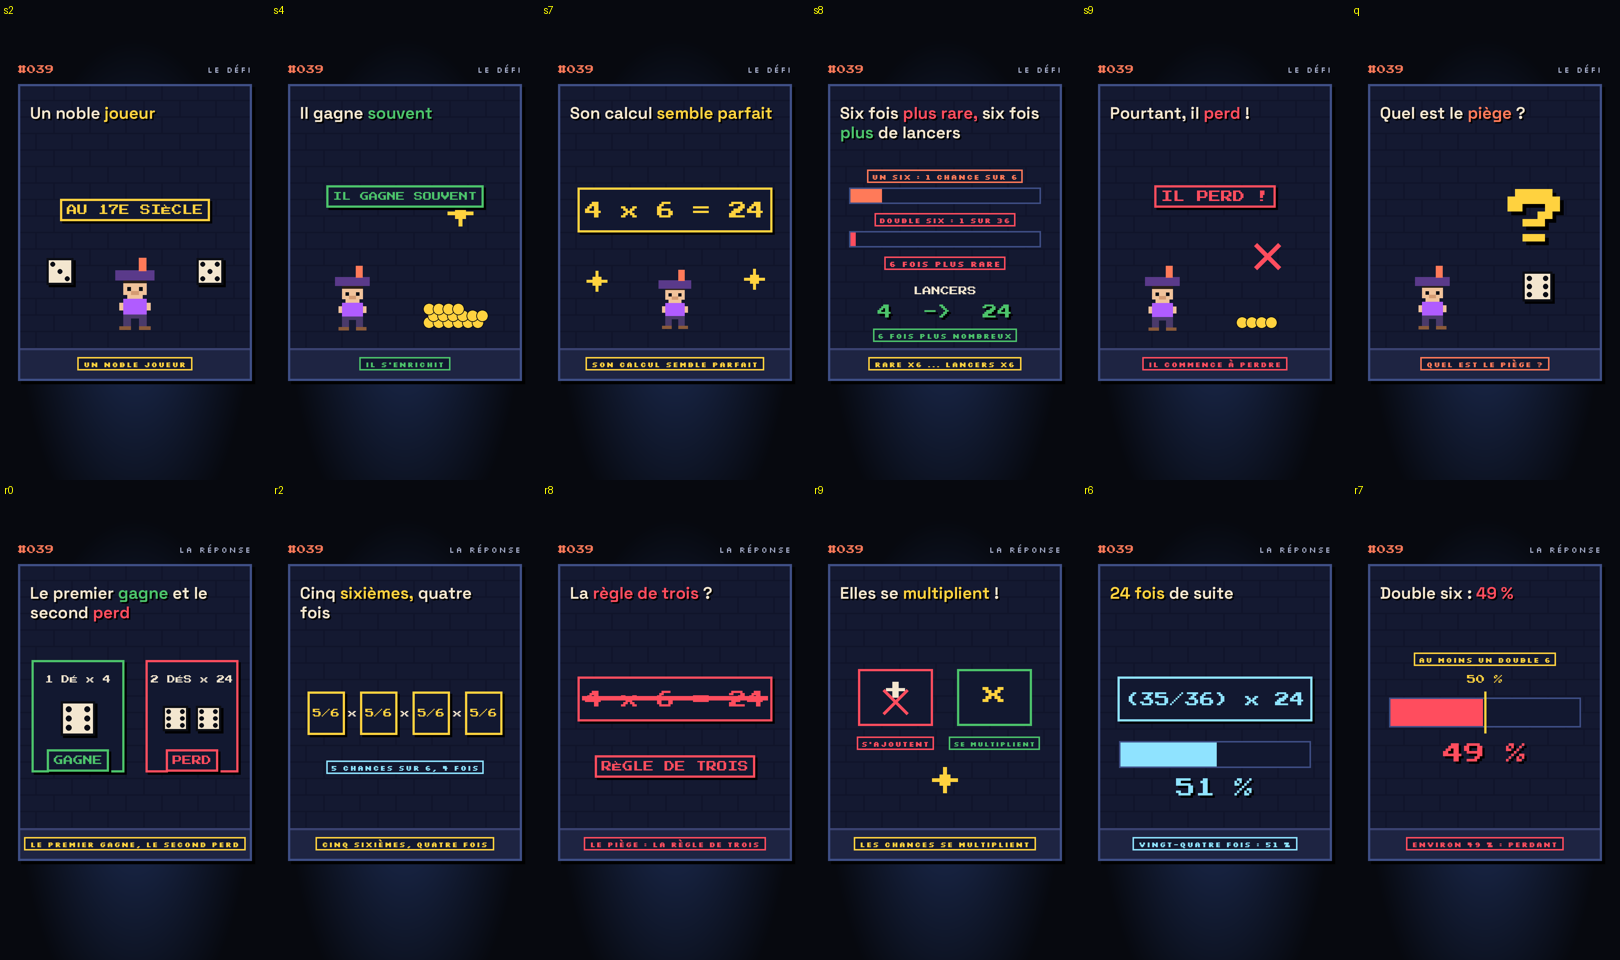 s2
#039
LE DÉFI
Un noble joueur
AU 17E SIèCLE
UN NOBLE JOUEUR
s4
#039
LE DÉFI
Il gagne souvent
IL GAGNE SOUVENT
IL S'ENRICHIT
s7
#039
LE DÉFI
Son calcul semble parfait
4 x 6 = 24
SON CALCUL SEMBLE PARFAIT
s8
#039
LE DÉFI
Six fois plus rare, six fois
plus de lancers
UN SIX : 1 CHANCE SUR 6
DOUBLE SIX : 1 SUR 36
6 FOIS PLUS RARE
LANCERS
4 -> 24
6 FOIS PLUS NOMBREUX
RARE X6 ... LANCERS X6
s9
#039
LE DÉFI
Pourtant, il perd !
IL PERD !
IL COMMENCE À PERDRE
q
#039
LE DÉFI
Quel est le piège ?
?
QUEL EST LE PIÈGE ?
r0
#039
LA RÉPONSE
Le premier gagne et le
second perd
1 Dé x 4
2 DéS x 24
GAGNE
PERD
LE PREMIER GAGNE, LE SECOND PERD
r2
#039
LA RÉPONSE
Cinq sixièmes, quatre
fois
5/6 x 5/6 x 5/6 x 5/6
5 CHANCES SUR 6, 4 FOIS
CINQ SIXIÈMES, QUATRE FOIS
r8
#039
LA RÉPONSE
La règle de trois ?
4 x 6 = 24
RèGLE DE TROIS
LE PIÈGE : LA RÈGLE DE TROIS
r9
#039
LA RÉPONSE
Elles se multiplient !
+
x
S'AJOUTENT
SE MULTIPLIENT
LES CHANCES SE MULTIPLIENT
r6
#039
LA RÉPONSE
24 fois de suite
(35/36) x 24
51 %
VINGT-QUATRE FOIS : 51 %
r7
#039
LA RÉPONSE
Double six : 49 %
AU MOINS UN DOUBLE 6
50 %
49 %
ENVIRON 49 % : PERDANT